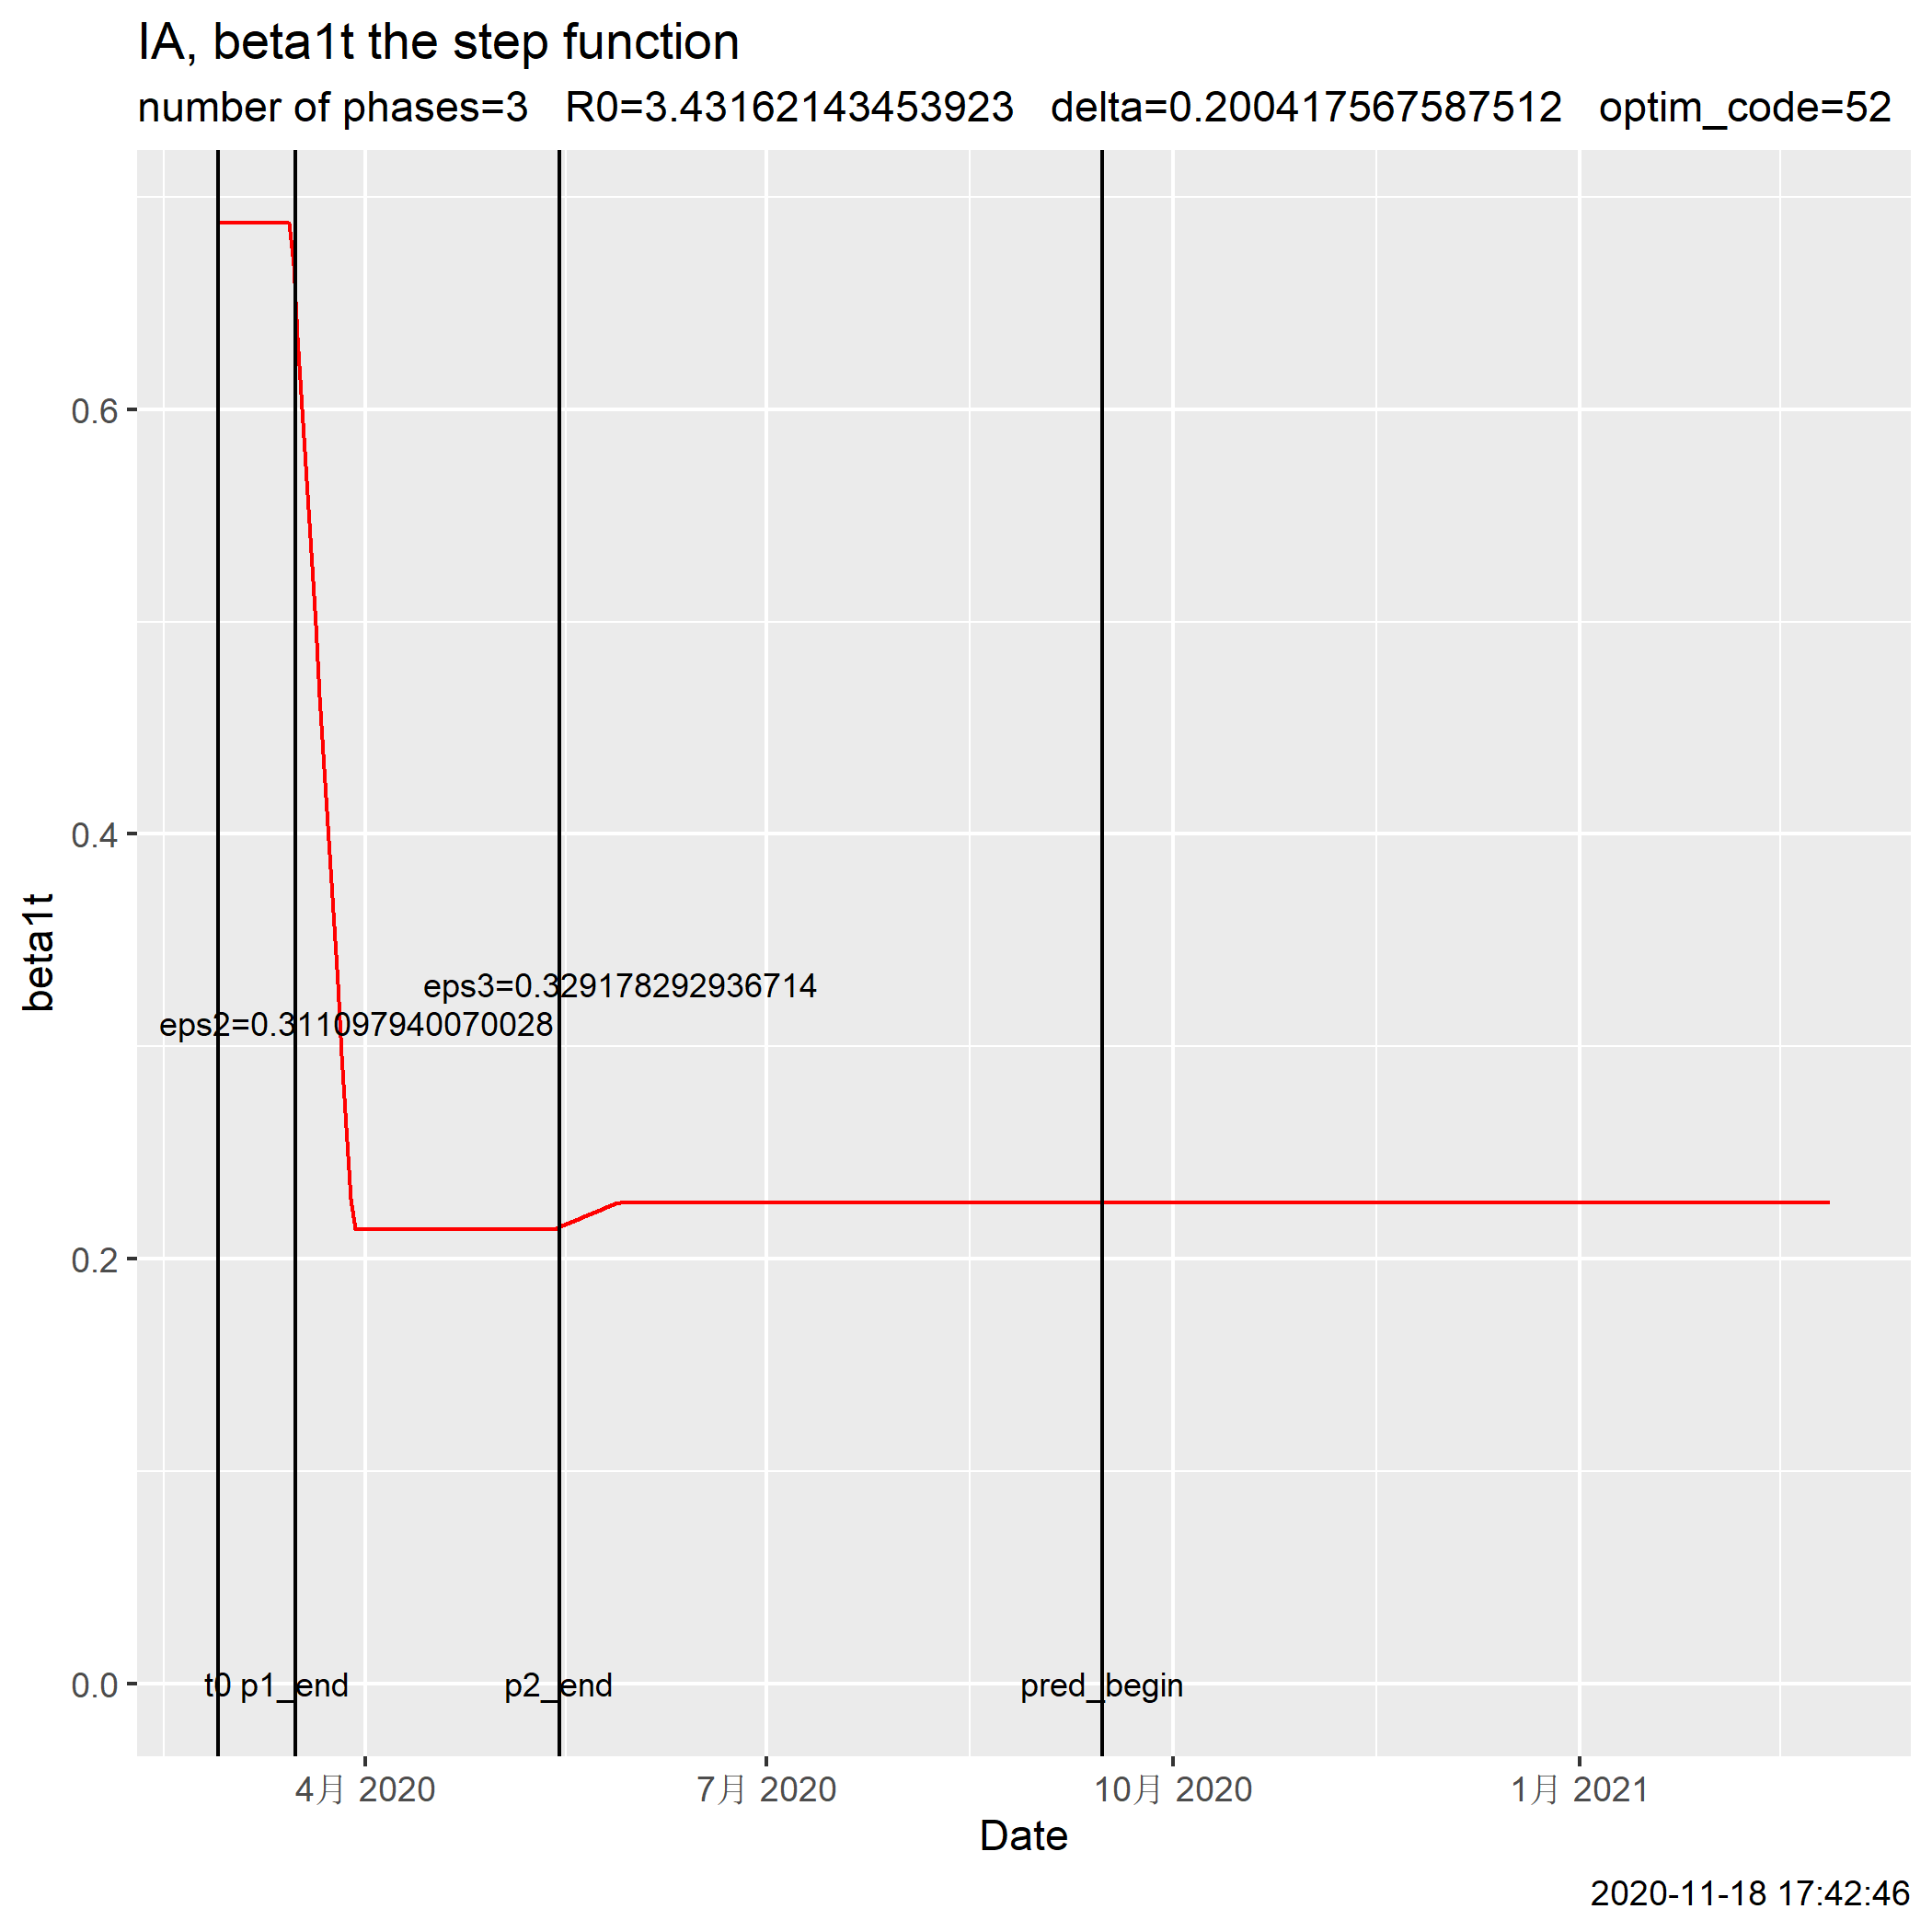 IA, beta1t the step function
number of phases=3   R0=3.43162143453923   delta=0.200417567587512   optim_code=52
0.6
0.4
0.2
0.0
beta1t
eps3=0.329178292936714
eps2=0.311097940070028
t0 p1_end p2_end pred_begin
4月 2020 7月 2020 10月 2020 1月 2021
Date
2020-11-18 17:42:46